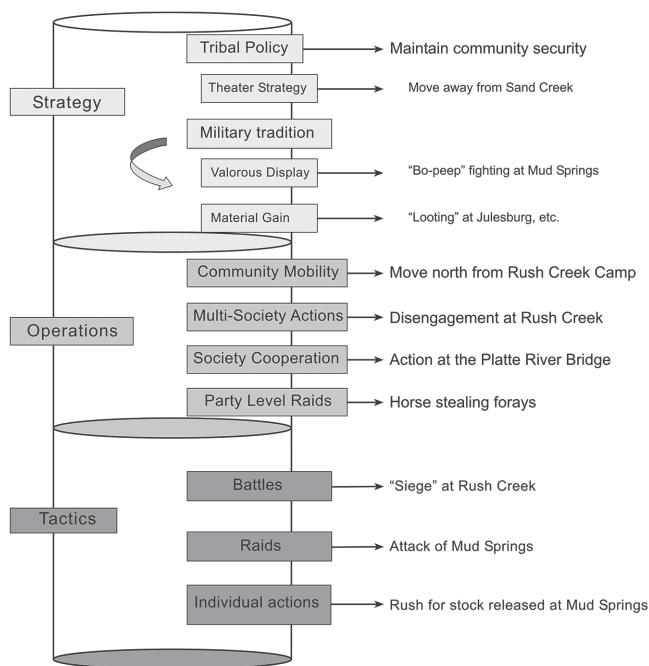 Tribal Policy
Maintain community security
Theater Strategy
Move away from Sand Creek
Strategy
Military tradition
Valorous Display
“Bo-peep” fighting at Mud Springs
Material Gain
“Looting” at Julesburg, etc.
Community Mobility
Move north from Rush Creek Camp
Multi-Society Actions
Disengagement at Rush Creek
Operations
Society Cooperation
Action at the Platte River Bridge
Party Level Raids
Horse stealing forays
Battles
“Siege” at Rush Creek
Tactics
Raids
Attack of Mud Springs
Individual actions
Rush for stock released at Mud Springs